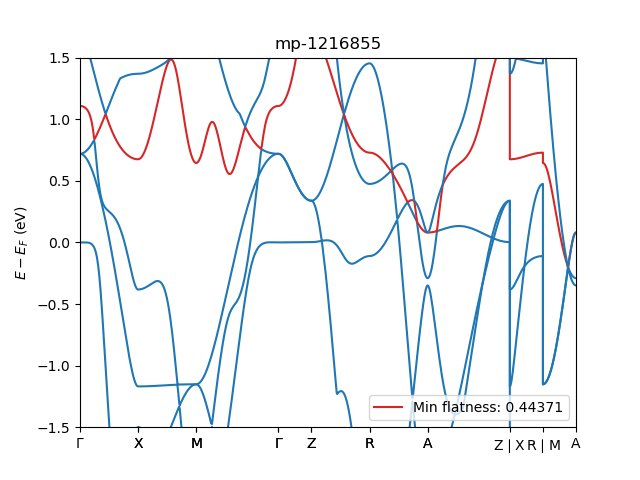 mp-1216855
E − E_F (eV)
1.5
1.0
0.5
0.0
−0.5
−1.0
−1.5
Min flatness: 0.44371
Γ X M Γ Z R A Z | X R | M A